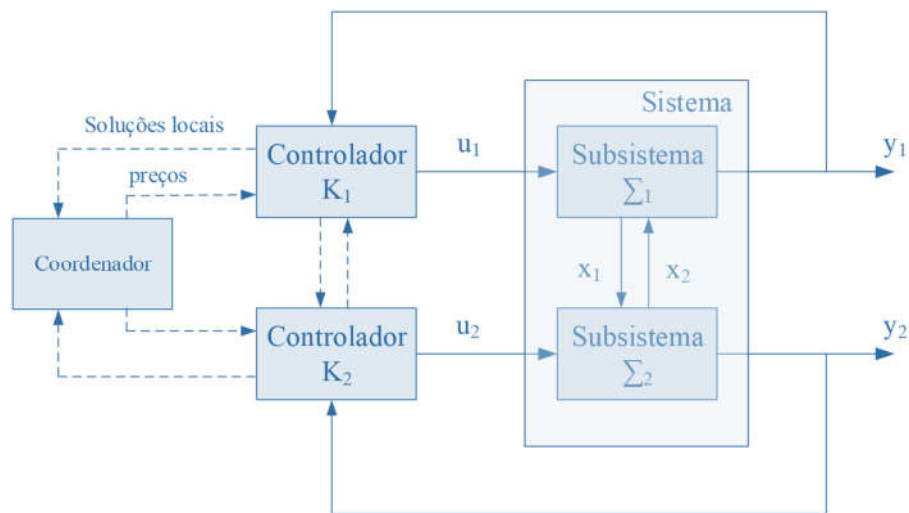 Sistema
Soluções locais
Controlador
K₁
u₁
Subsistema
∑₁
y₁
preços
Coordenador
x₁
x₂
Controlador
K₂
u₂
Subsistema
∑₂
y₂